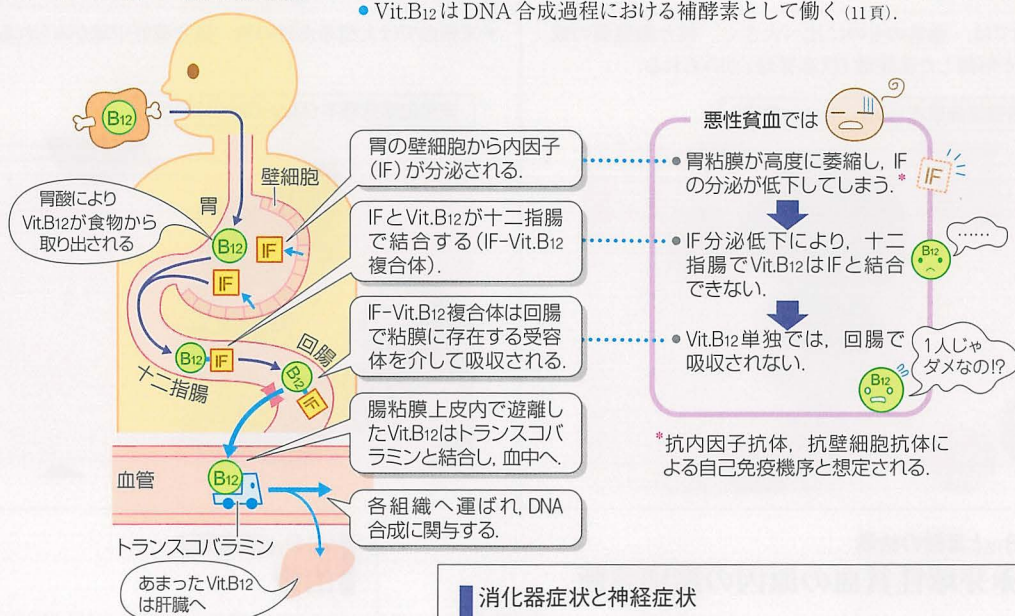 • Vit.B12はDNA合成過程における補酵素として働く(11頁).
B12
胃酸により
Vit.B12が食物から
取り出される
胃
壁細胞
B12
IF
IF
胃の壁細胞から内因子
(IF)が分泌される.
IFとVit.B12が十二指腸
で結合する(IF-Vit.B12
複合体).
B12
IF
十二指腸
回腸
B12
IF
IF-Vit.B12複合体は回腸
で粘膜に存在する受容
体を介して吸収される.
腸粘膜上皮内で遊離し
たVit.B12はトランスコバ
ラミンと結合し,血中へ.
血管
B12
トランスコバラミン
各組織へ運ばれ,DNA
合成に関与する.
あまったVit.B12
は肝臓へ
悪性貧血では
• 胃粘膜が高度に萎縮し,IF
の分泌が低下してしまう.*
IF
• IF分泌低下により,十二
指腸でVit.B12はIFと結合
できない.
B12
……
• Vit.B12単独では,回腸で
吸収されない.
B12
1人じゃ
ダメなの!?
*抗内因子抗体,抗壁細胞抗体に
よる自己免疫機序と想定される.
消化器症状と神経症状